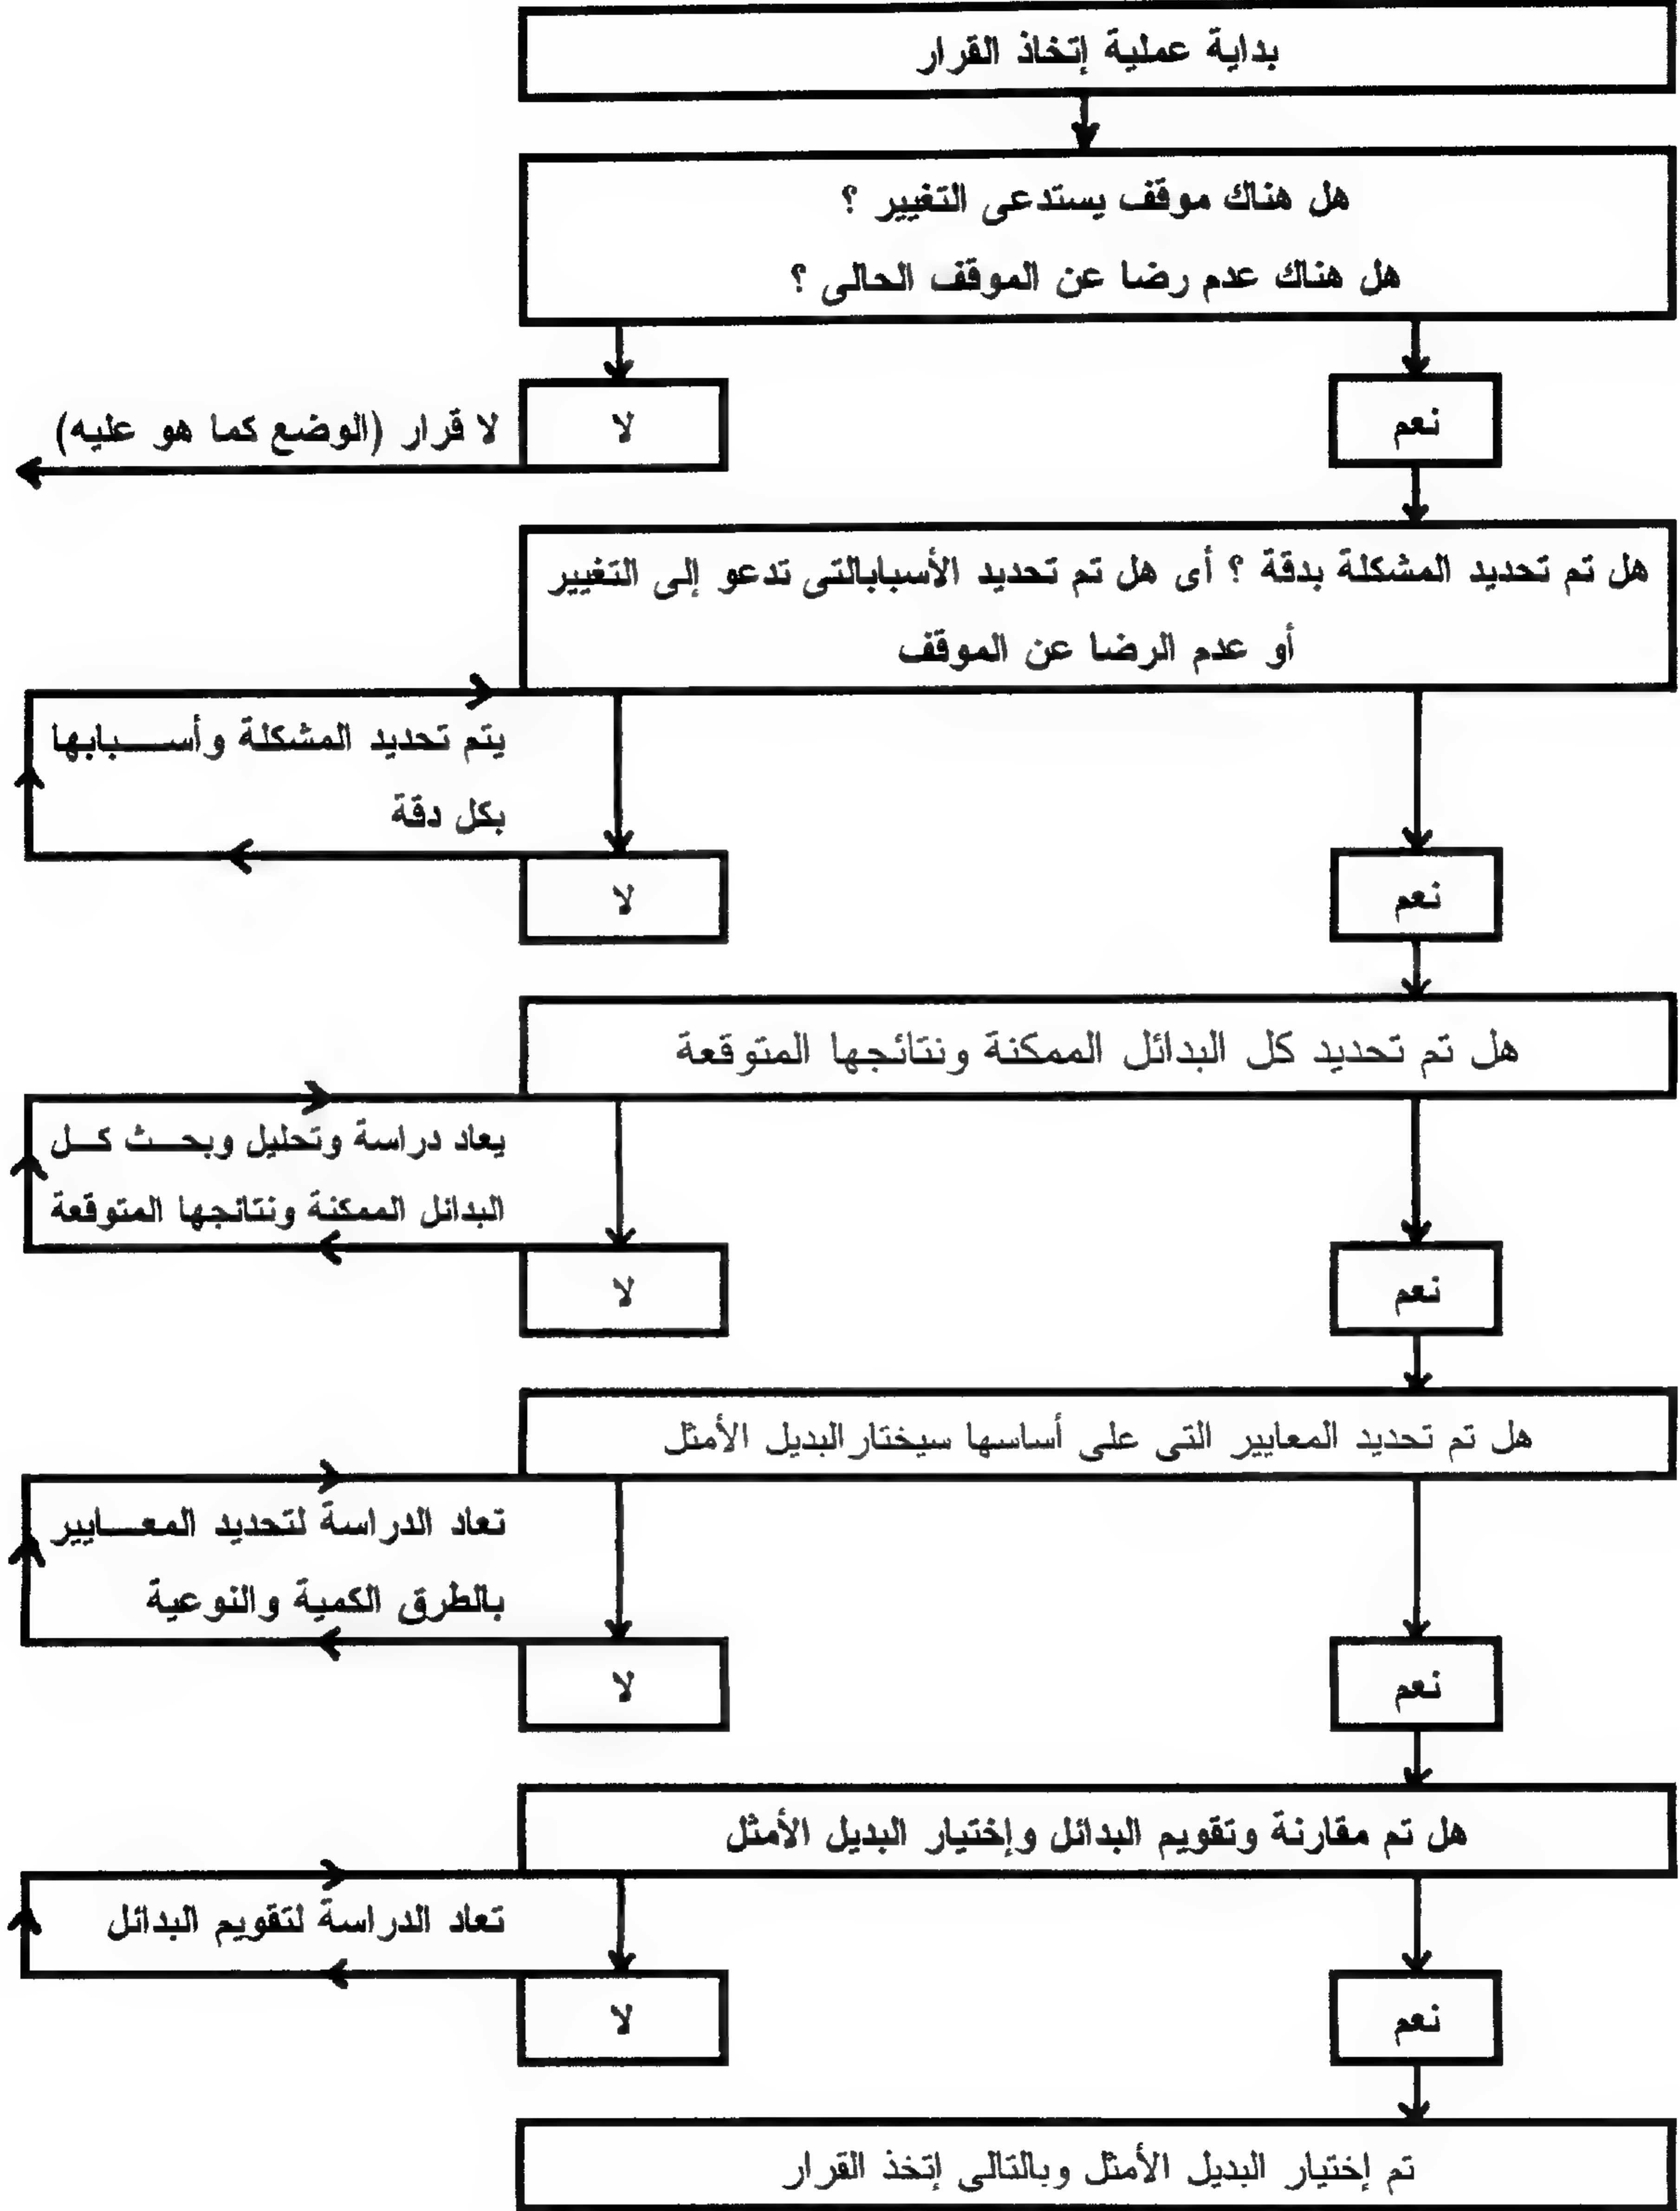 بداية عملية إتخاذ القرار
هل هناك موقف يستدعى التغيير ؟
هل هناك عدم رضا عن الموقف الحالى ؟
نعم
لا
لا قرار (الوضع كما هو عليه)
هل تم تحديد المشكلة بدقة ؟ أى هل تم تحديد الأسبابالتى تدعو إلى التغيير
أو عدم الرضا عن الموقف
يتم تحديد المشكلة وأســـبابها
بكل دقة
نعم
لا
هل تم تحديد كل البدائل الممكنة ونتائجها المتوقعة
يعاد دراسة وتحليل وبحـــث كـــل
البدائل الممكنة ونتائجها المتوقعة
نعم
لا
هل تم تحديد المعايير التى على أساسها سيختار البديل الأمثل
تعاد الدراسة لتحديد المعـــايير
بالطرق الكمية والنوعية
نعم
لا
هل تم مقارنة وتقويم البدائل وإختيار البديل الأمثل
تعاد الدراسة لتقويم البدائل
نعم
لا
تم إختيار البديل الأمثل وبالتالى إتخذ القرار